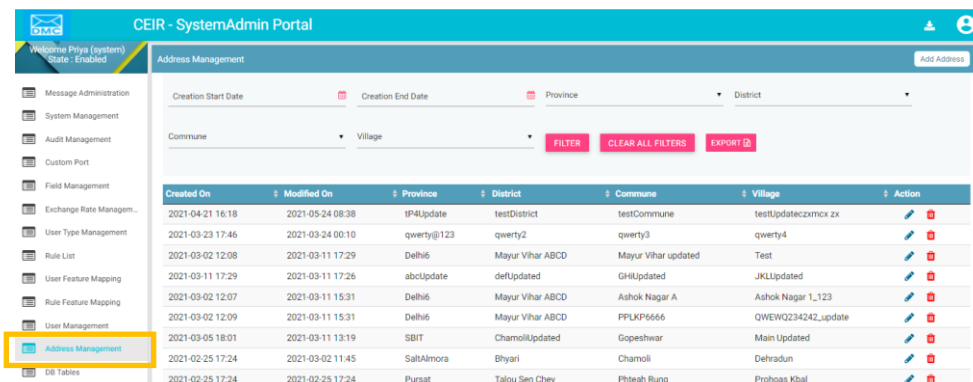 DMC
CEIR - SystemAdmin Portal
Welcome Priya (system)
State : Enabled
Address Management
Add Address
Message Administration
System Management
Audit Management
Custom Port
Field Management
Exchange Rate Managem...
User Type Management
Rule List
User Feature Mapping
Rule Feature Mapping
User Management
Address Management
DB Tables
Creation Start Date Creation End Date Province District
Commune Village FILTER CLEAR ALL FILTERS EXPORT
Created On Modified On Province District Commune Village Action
2021-04-21 16:18 2021-05-24 08:38 tP4Update testDistrict testCommune testUpdateczxmcx zx
2021-03-23 17:46 2021-03-24 00:10 qwerty@123 qwerty2 qwerty3 qwerty4
2021-03-02 12:08 2021-03-11 17:29 Delhi6 Mayur Vihar ABCD Mayur Vihar updated Test
2021-03-11 17:29 2021-03-11 17:26 abcUpdate defUpdated GHiUpdated JKLUpdated
2021-03-02 12:07 2021-03-11 15:31 Delhi6 Mayur Vihar ABCD Ashok Nagar A Ashok Nagar 1_123
2021-03-02 12:09 2021-03-11 15:31 Delhi6 Mayur Vihar ABCD PPLKP6666 QWEWQ234242_update
2021-03-05 18:01 2021-03-11 13:19 SBIT ChamoliUpdated Gopeshwar Main Updated
2021-02-25 17:24 2021-03-02 11:45 SaltAlmora Bhyari Chamoli Dehradun
2021-02-25 17:24 2021-02-25 17:24 Pursat Talou Sen Chey Phteah Rung Prohoas Kbal